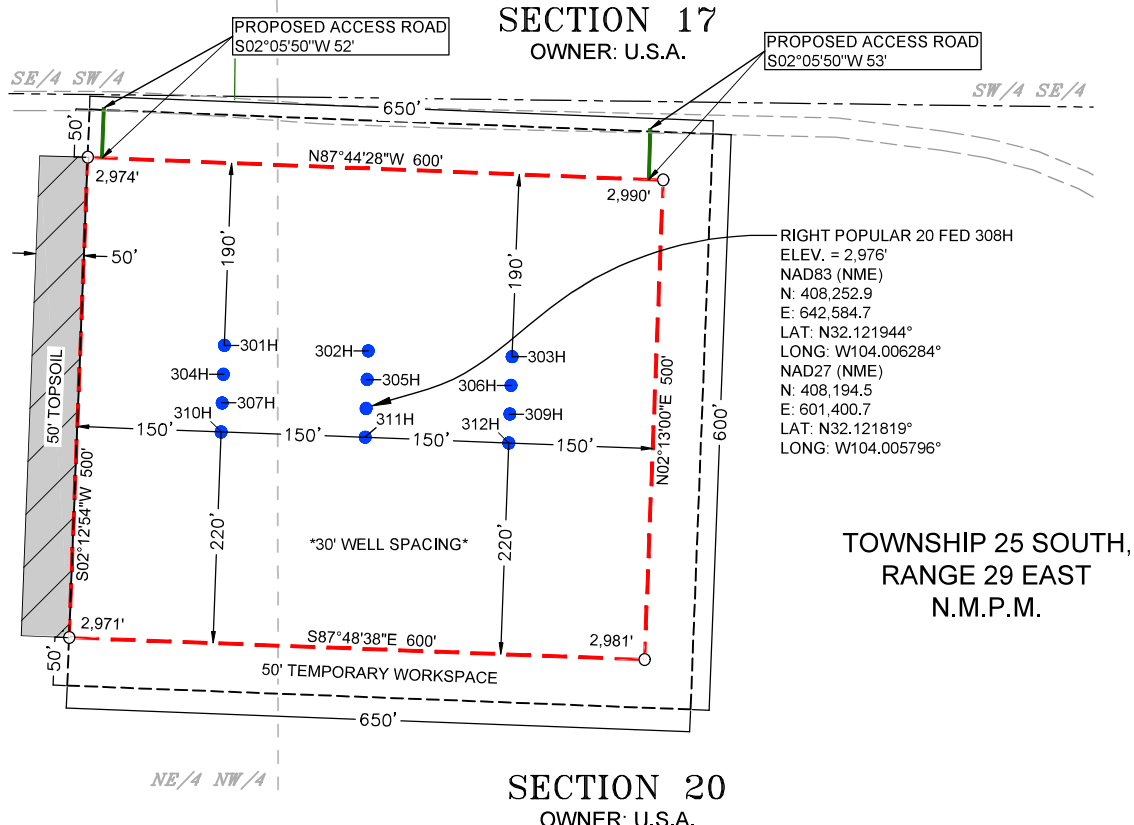 SECTION 17
OWNER: U.S.A.
PROPOSED ACCESS ROAD
S02°05'50"W 52'
PROPOSED ACCESS ROAD
S02°05'50"W 53'
SE/4 SW/4
SW/4 SE/4
650'
50'
N87°44'28"W 600'
2,974'
2,990'
50'
190'
190'
RIGHT POPULAR 20 FED 308H
ELEV. = 2,976'
NAD83 (NME)
N: 408,252.9
E: 642,584.7
LAT: N32.121944°
LONG: W104.006284°
NAD27 (NME)
N: 408,194.5
E: 601,400.7
LAT: N32.121819°
LONG: W104.005796°
301H
302H
303H
304H
305H
306H
307H
309H
310H
311H
312H
150'
150'
150'
150'
50' TOPSOIL
S02°12'54"W 500'
N02°13'00"E 500'
600'
220'
*30' WELL SPACING*
220'
TOWNSHIP 25 SOUTH,
RANGE 29 EAST
N.M.P.M.
2,971'
S87°48'38"E 600'
2,981'
50'
50' TEMPORARY WORKSPACE
650'
NE/4 NW/4
SECTION 20
OWNER: U.S.A.